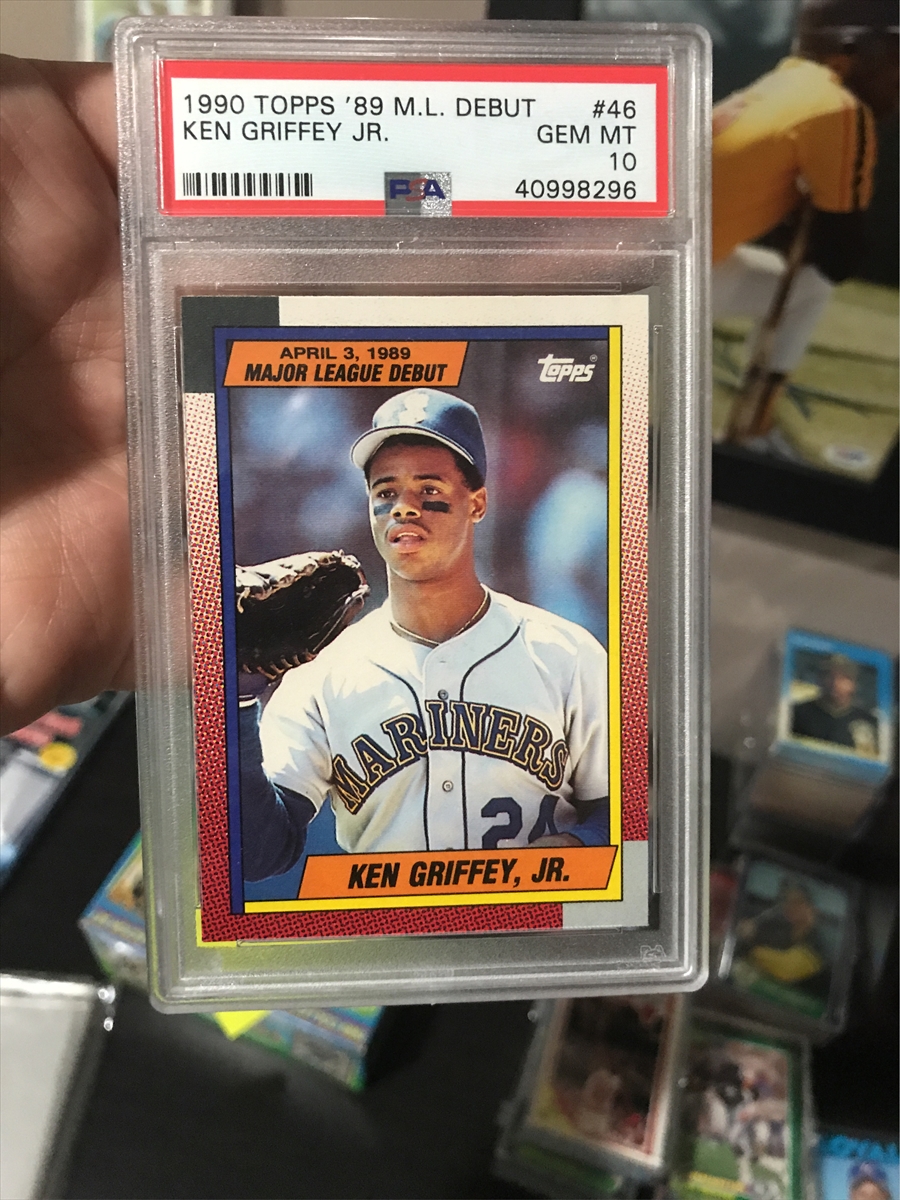 1990 TOPPS '89 M.L. DEBUT #46
KEN GRIFFEY JR. GEM MT
10
PSA 40998296
APRIL 3, 1989
MAJOR LEAGUE DEBUT
TOPPS®
MARINERS
24
KEN GRIFFEY, JR.